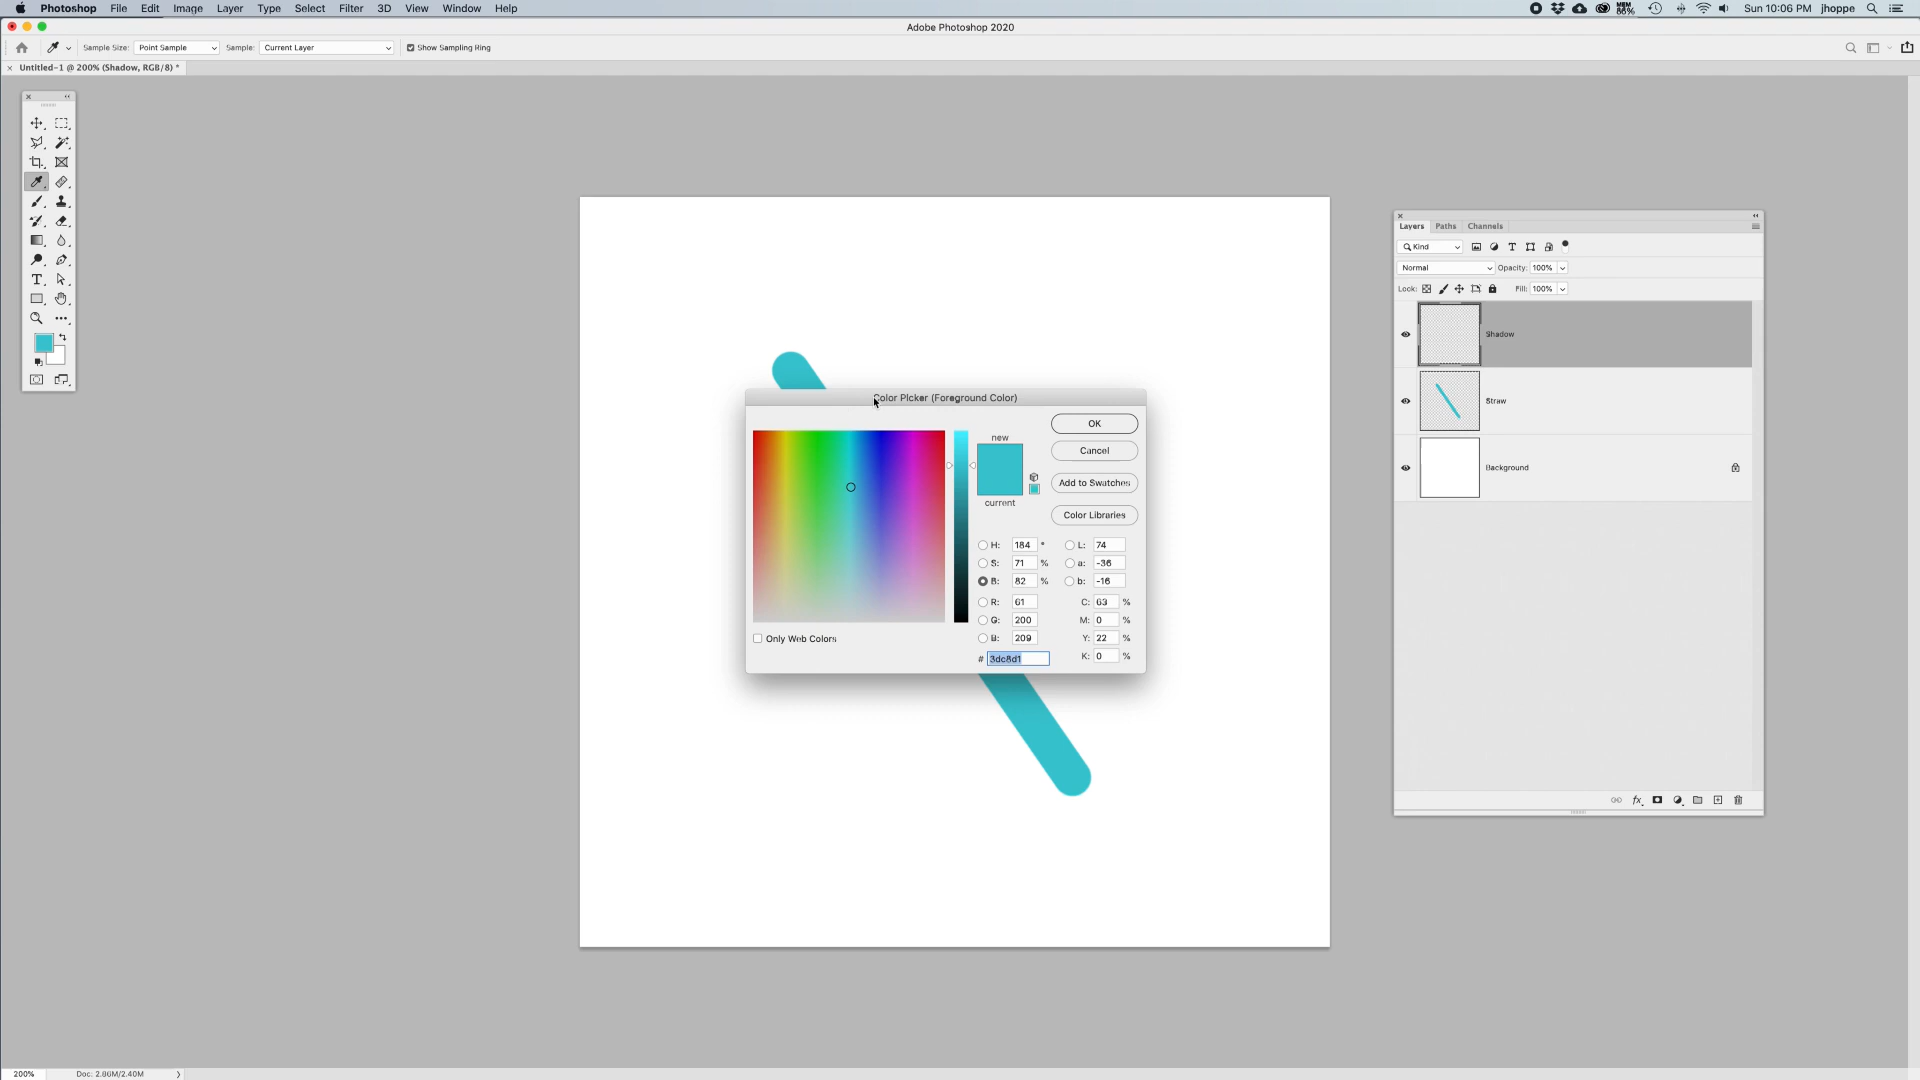 Photoshop File Edit Image Layer Type Select Filter 3D View Window Help
MEM 66% Sun 10:06 PM jhoppe
Adobe Photoshop 2020
Sample Size: Point Sample Sample: Current Layer Show Sampling Ring
× Untitled-1 @ 200% (Shadow, RGB/8) *
Color Picker (Foreground Color)
new
current
OK
Cancel
Add to Swatches
Color Libraries
H: 184 ° L: 74
S: 71 % a: -36
B: 82 % b: -16
R: 61 C: 63 %
G: 200 M: 0 %
B: 209 Y: 22 %
# 3dc8d1 K: 0 %
Only Web Colors
Layers Paths Channels
Kind
Normal Opacity: 100%
Lock: Fill: 100%
Shadow
Straw
Background
200% Doc: 2.86M/2.40M